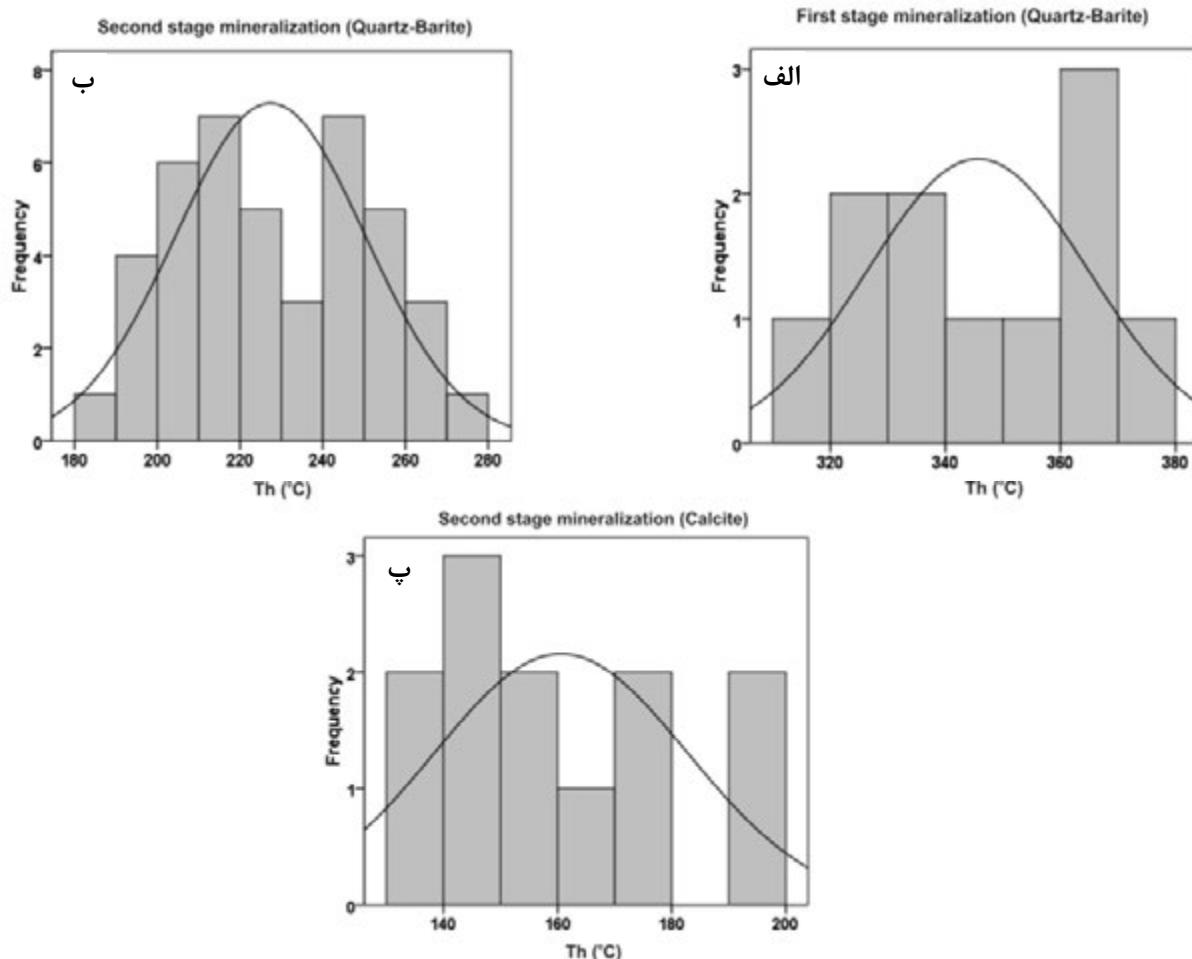 Second stage mineralization (Quartz-Barite)
ب
8
6
4
2
0
Frequency
180 200 220 240 260 280
Th (°C)
First stage mineralization (Quartz-Barite)
الف
3
2
1
0
Frequency
320 340 360 380
Th (°C)
Second stage mineralization (Calcite)
پ
3
2
1
0
Frequency
140 160 180 200
Th (°C)